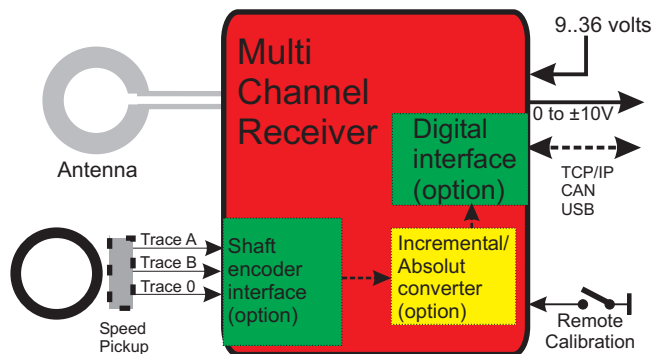 9..36 volts
Multi
Channel
Receiver
0 to ±10V
Digital
interface
(option)
TCP/IP
CAN
USB
Antenna
Trace A
Trace B
Trace 0
Speed
Pickup
Shaft
encoder
interface
(option)
Incremental/
Absolut
converter
(option)
Remote
Calibration